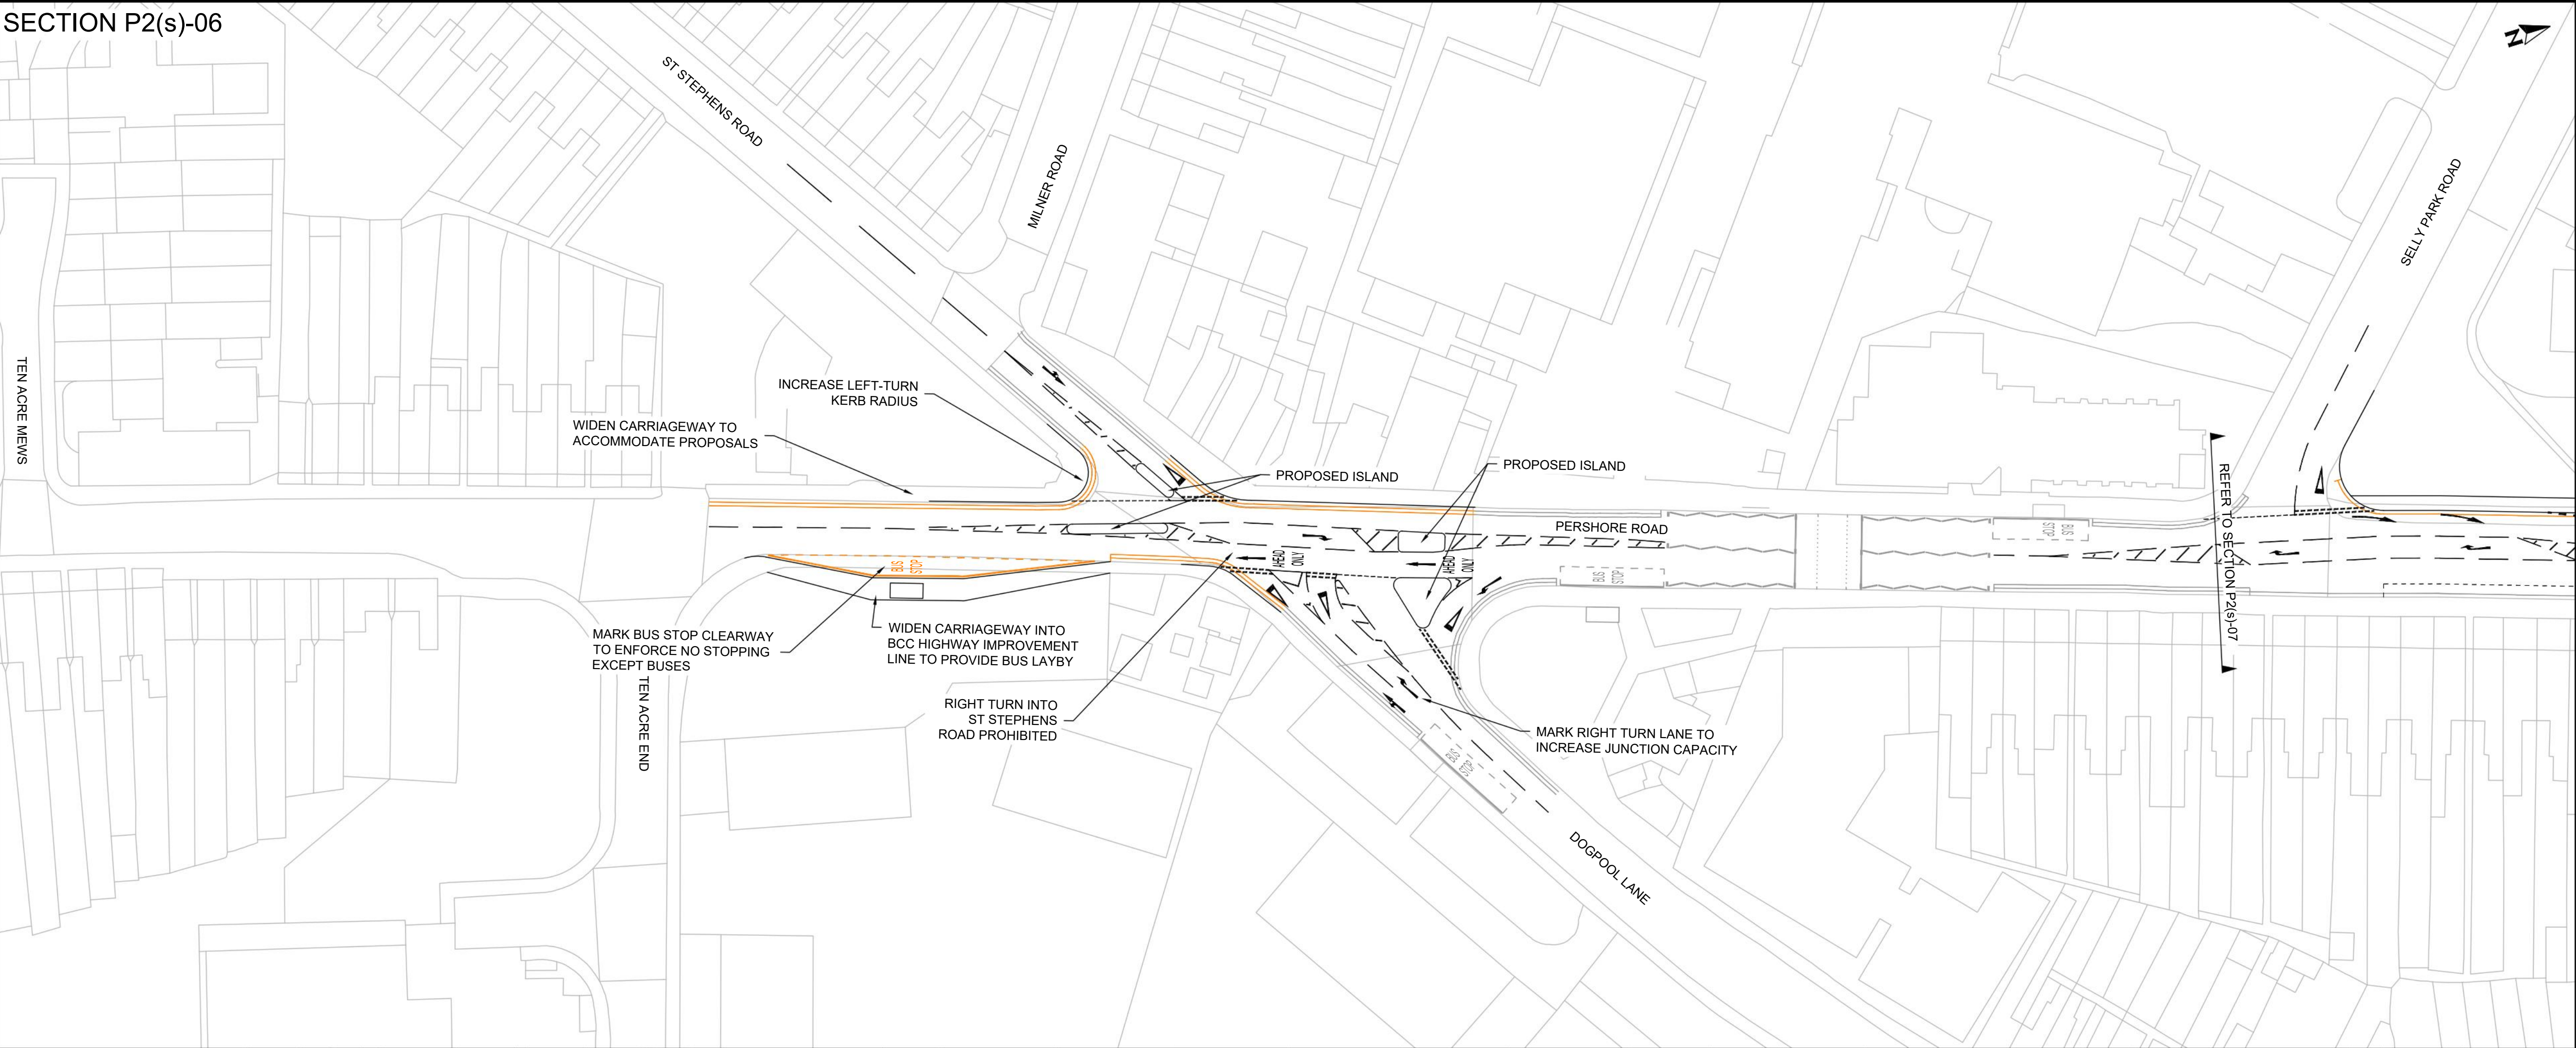 SECTION P2(s)-06
N
ST STEPHENS ROAD
MILNER ROAD
SELLY PARK ROAD
TEN ACRE MEWS
INCREASE LEFT-TURN
KERB RADIUS
WIDEN CARRIAGEWAY TO
ACCOMMODATE PROPOSALS
PROPOSED ISLAND
PROPOSED ISLAND
PERSHORE ROAD
REFER TO SECTION P2(s)-07
BUS
STOP
AHEAD
ONLY
AHEAD
ONLY
BUS
STOP
BUS
STOP
MARK BUS STOP CLEARWAY
TO ENFORCE NO STOPPING
EXCEPT BUSES
WIDEN CARRIAGEWAY INTO
BCC HIGHWAY IMPROVEMENT
LINE TO PROVIDE BUS LAYBY
TEN ACRE END
RIGHT TURN INTO
ST STEPHENS
ROAD PROHIBITED
MARK RIGHT TURN LANE TO
INCREASE JUNCTION CAPACITY
BUS
STOP
DOGPOOL LANE